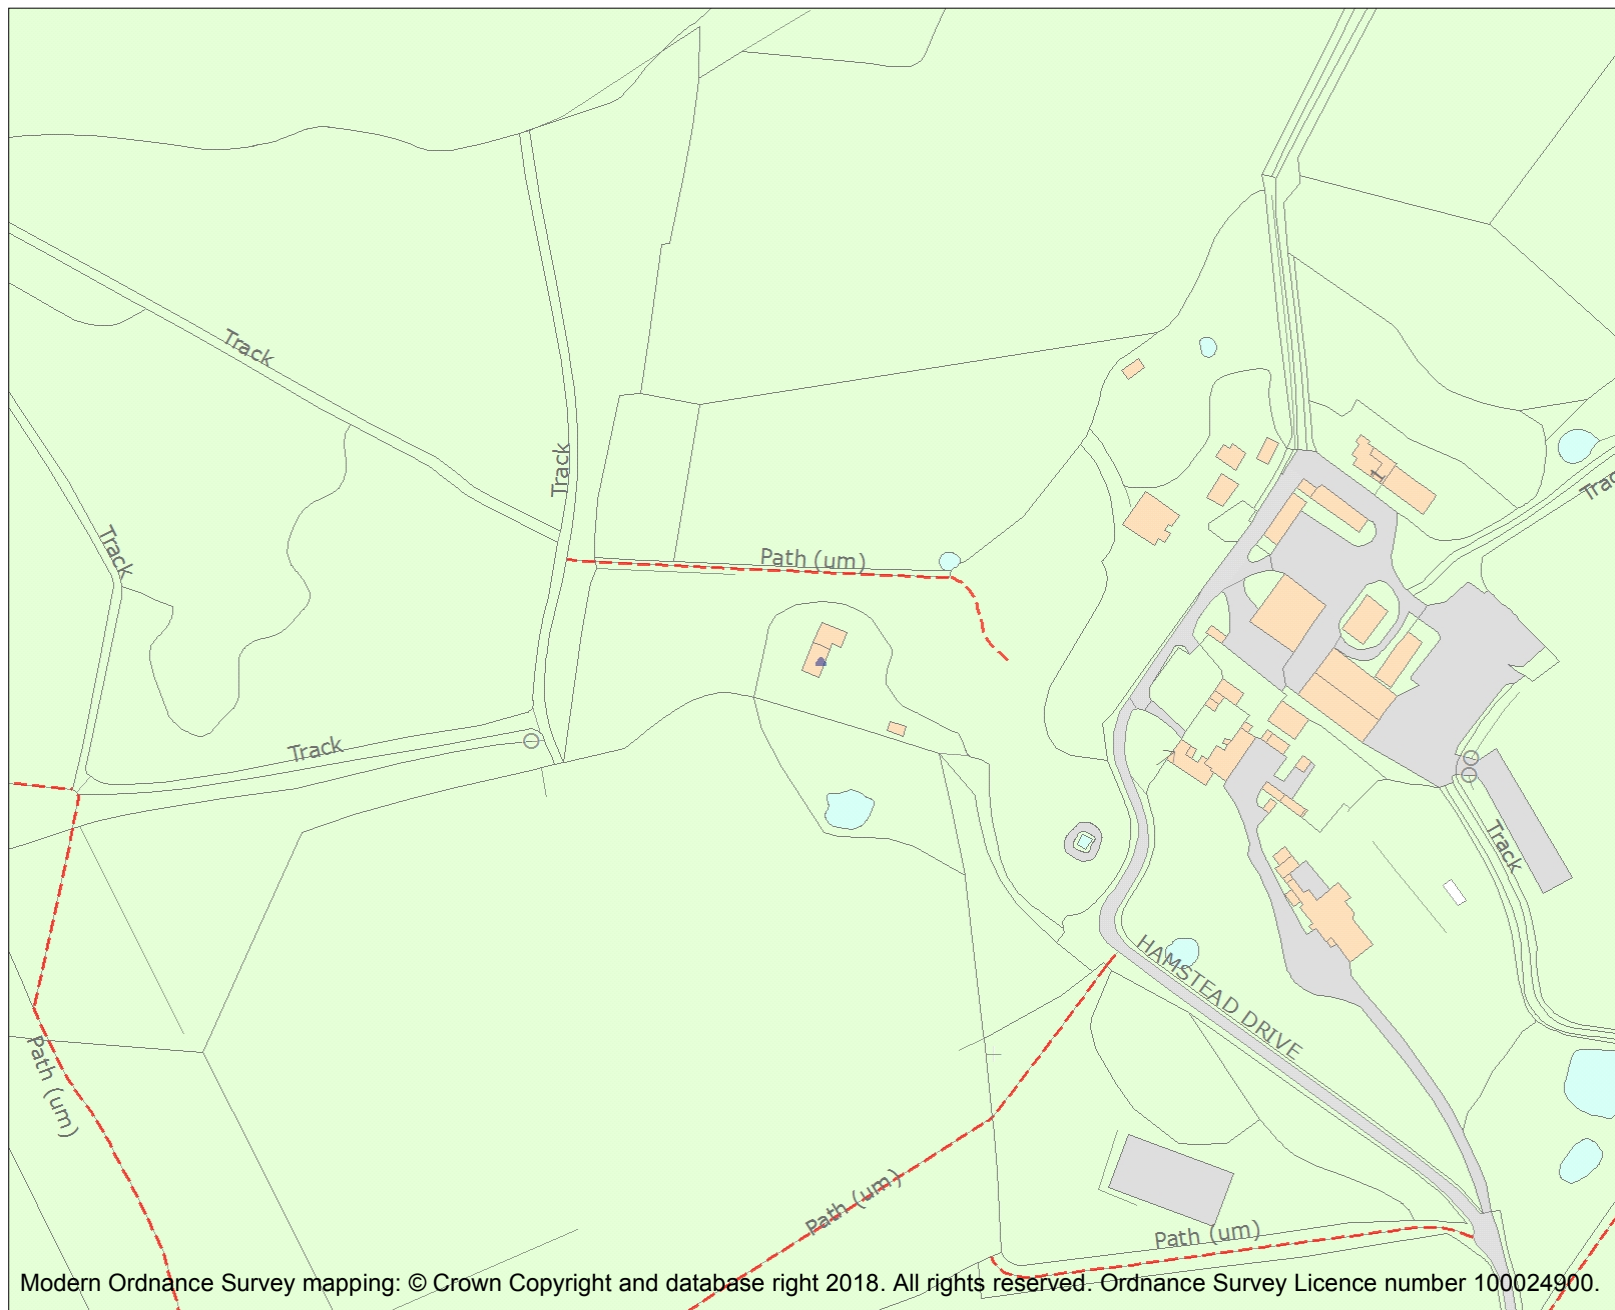 Track
Track
Track
Path (um)
Track
Track
Path (um)
HAMSTEAD DRIVE
Track
Path (um)
Path (um)
Modern Ordnance Survey mapping: © Crown Copyright and database right 2018. All rights reserved. Ordnance Survey Licence number 100024900.